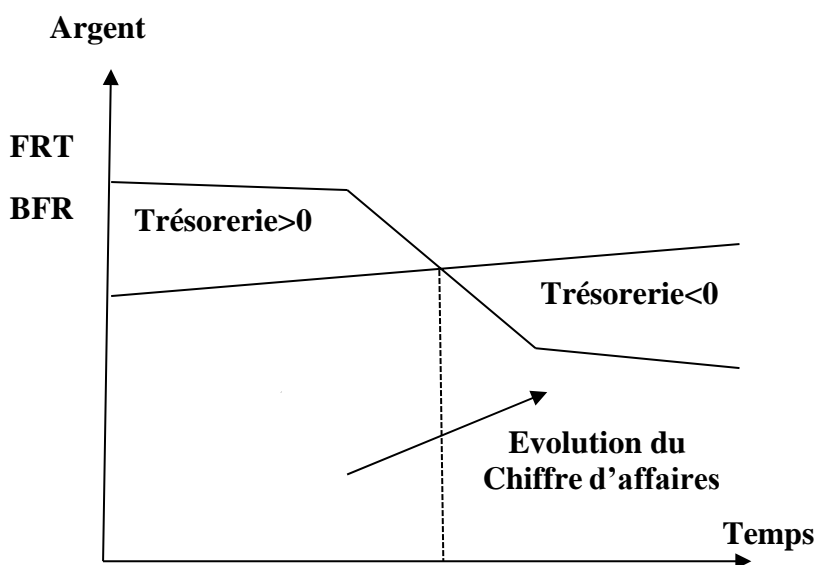 Argent
FRT
BFR
Trésorerie>0
Trésorerie<0
Evolution du
Chiffre d'affaires
Temps